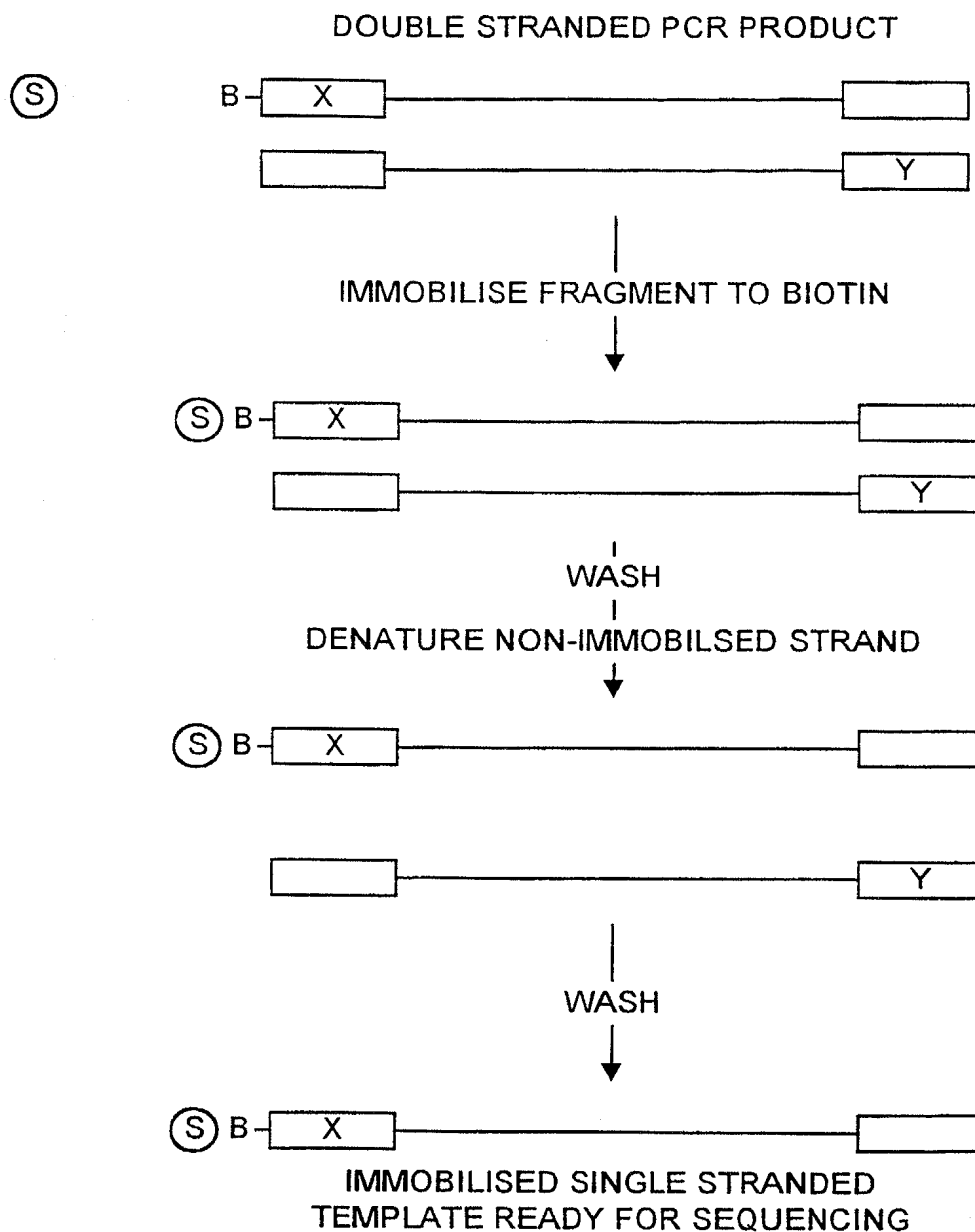 DOUBLE STRANDED PCR PRODUCT
S B X
Y
IMMOBILISE FRAGMENT TO BIOTIN
S B X
Y
WASH
DENATURE NON-IMMOBILSED STRAND
S B X
Y
WASH
S B X
IMMOBILISED SINGLE STRANDED
TEMPLATE READY FOR SEQUENCING